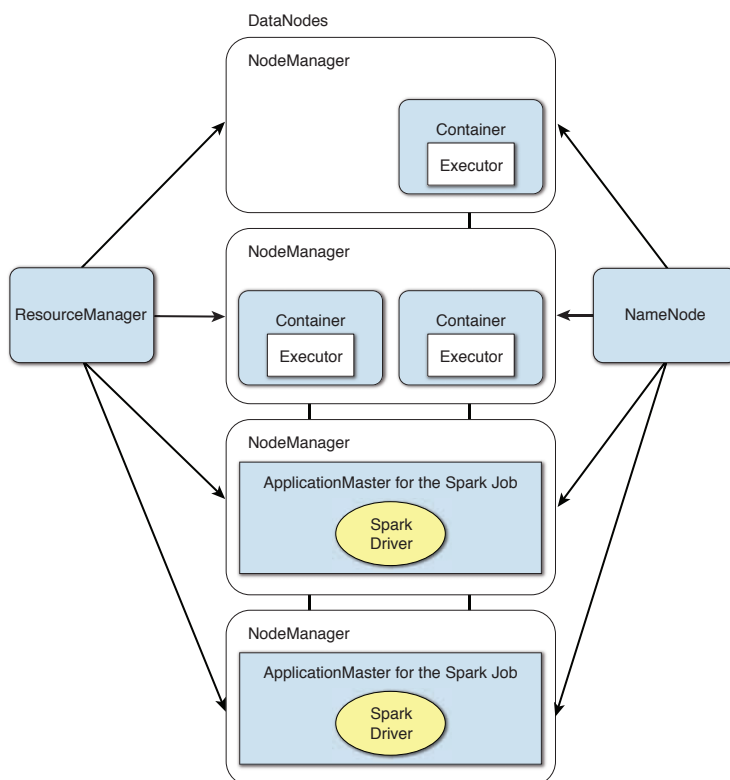 DataNodes
NodeManager
Container
Executor
NodeManager
ResourceManager
Container
Executor
Container
Executor
NameNode
NodeManager
ApplicationMaster for the Spark Job
Spark
Driver
NodeManager
ApplicationMaster for the Spark Job
Spark
Driver